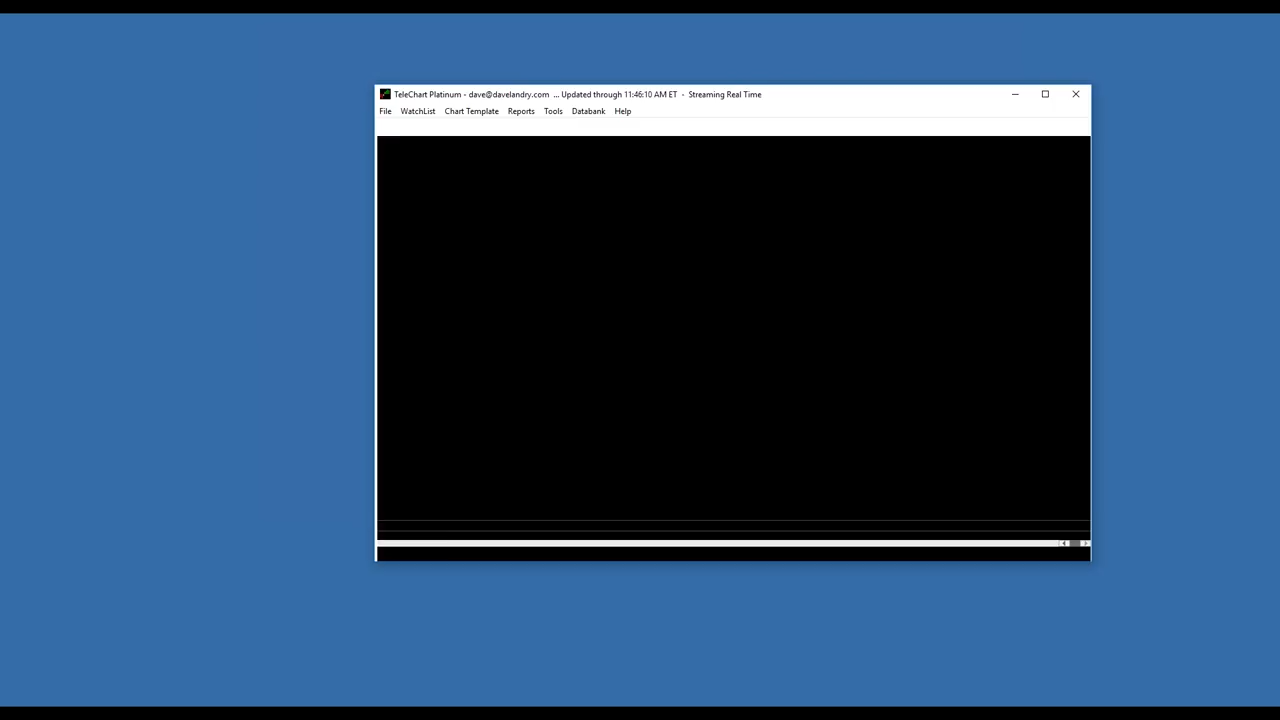 TeleChart Platinum - dave@davelandry.com ... Updated through 11:46:10 AM ET - Streaming Real Time
File WatchList Chart Template Reports Tools Databank Help